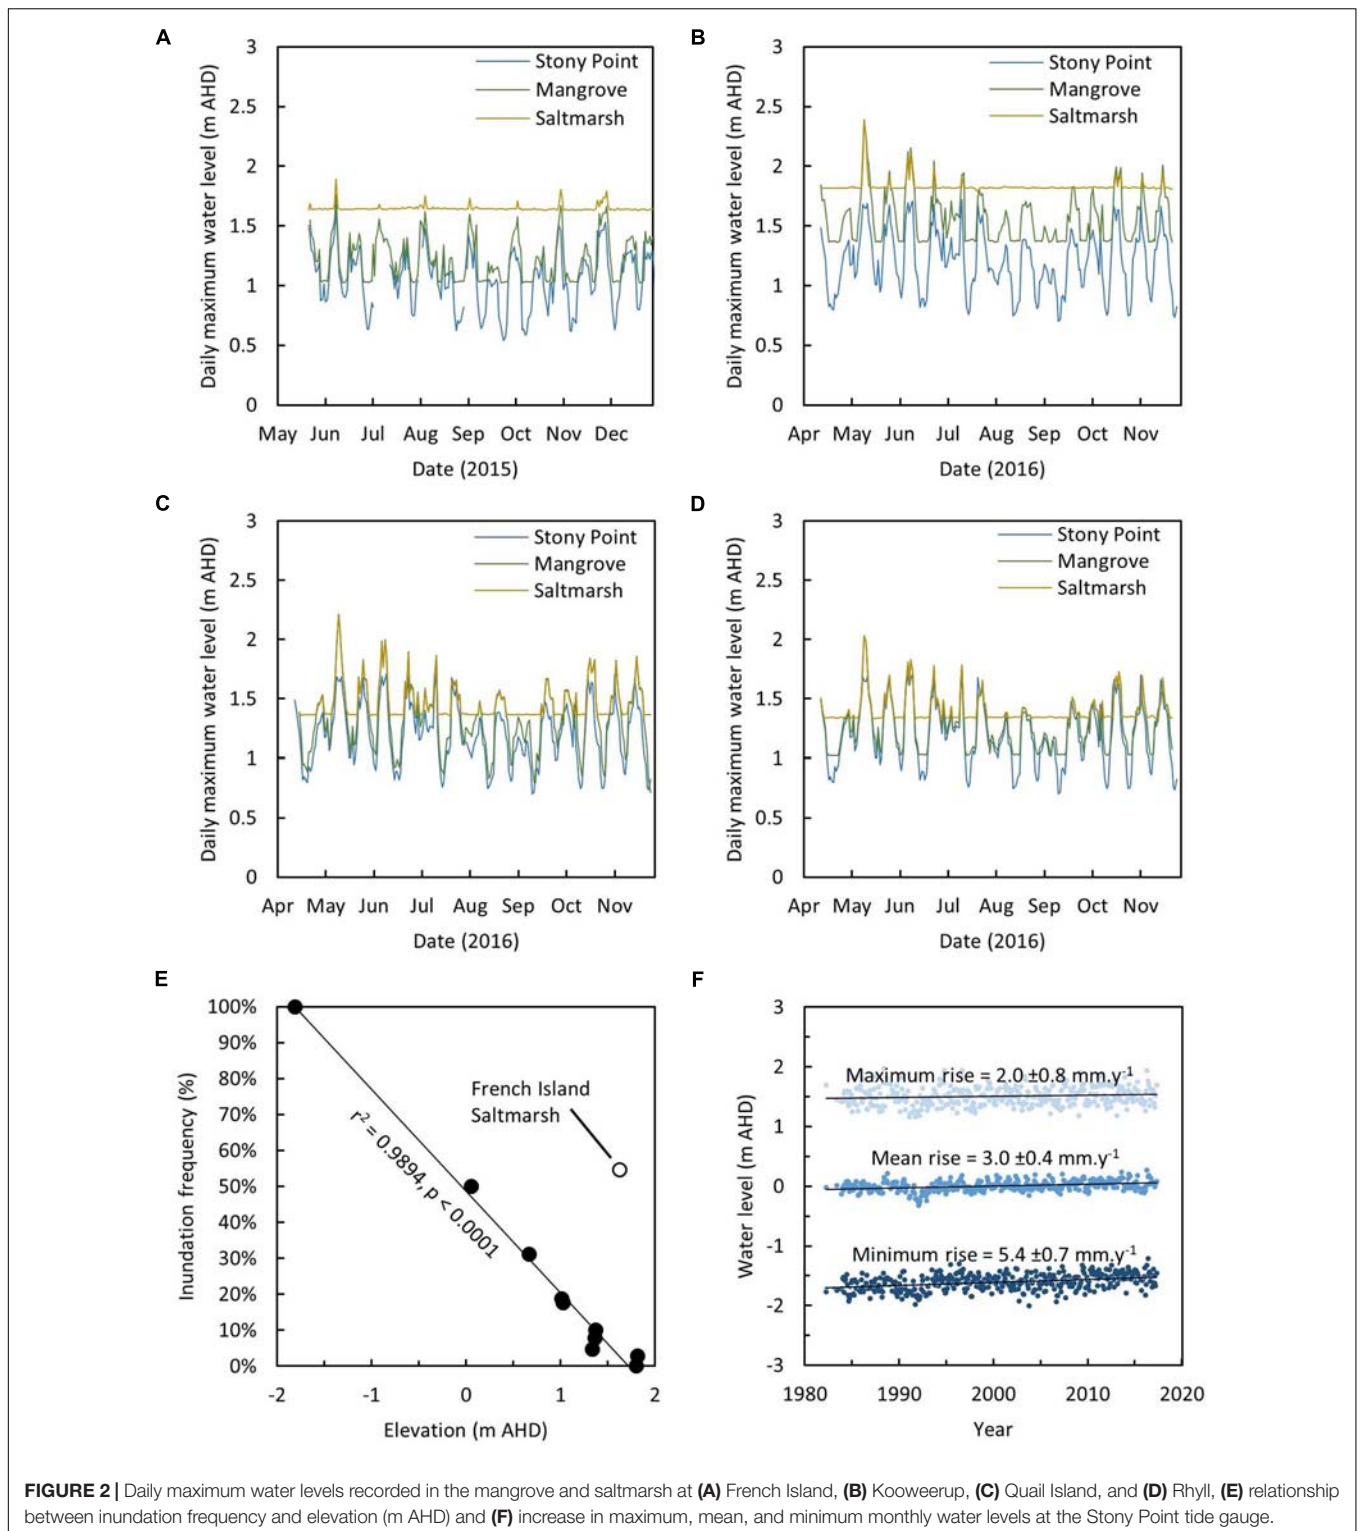 A
3
2.5
2
1.5
1
0.5
0
Daily maximum water level (m AHD)
Stony Point
Mangrove
Saltmarsh
May Jun Jul Aug Sep Oct Nov Dec
Date (2015)
B
3
2.5
2
1.5
1
0.5
0
Daily maximum water level (m AHD)
Stony Point
Mangrove
Saltmarsh
Apr May Jun Jul Aug Sep Oct Nov
Date (2016)
C
3
2.5
2
1.5
1
0.5
0
Daily maximum water level (m AHD)
Stony Point
Mangrove
Saltmarsh
Apr May Jun Jul Aug Sep Oct Nov
Date (2016)
D
3
2.5
2
1.5
1
0.5
0
Daily maximum water level (m AHD)
Stony Point
Mangrove
Saltmarsh
Apr May Jun Jul Aug Sep Oct Nov
Date (2016)
E
100%
90%
80%
70%
60%
50%
40%
30%
20%
10%
0%
Inundation frequency (%)
French Island
Saltmarsh
r² = 0.9894, p < 0.0001
-2 -1 0 1 2
Elevation (m AHD)
F
3
2
1
0
-1
-2
-3
Water level (m AHD)
Maximum rise = 2.0 ±0.8 mm.y⁻¹
Mean rise = 3.0 ±0.4 mm.y⁻¹
Minimum rise = 5.4 ±0.7 mm.y⁻¹
1980 1990 2000 2010 2020
Year
FIGURE 2 | Daily maximum water levels recorded in the mangrove and saltmarsh at (A) French Island, (B) Kooweerup, (C) Quail Island, and (D) Rhyll, (E) relationship
between inundation frequency and elevation (m AHD) and (F) increase in maximum, mean, and minimum monthly water levels at the Stony Point tide gauge.